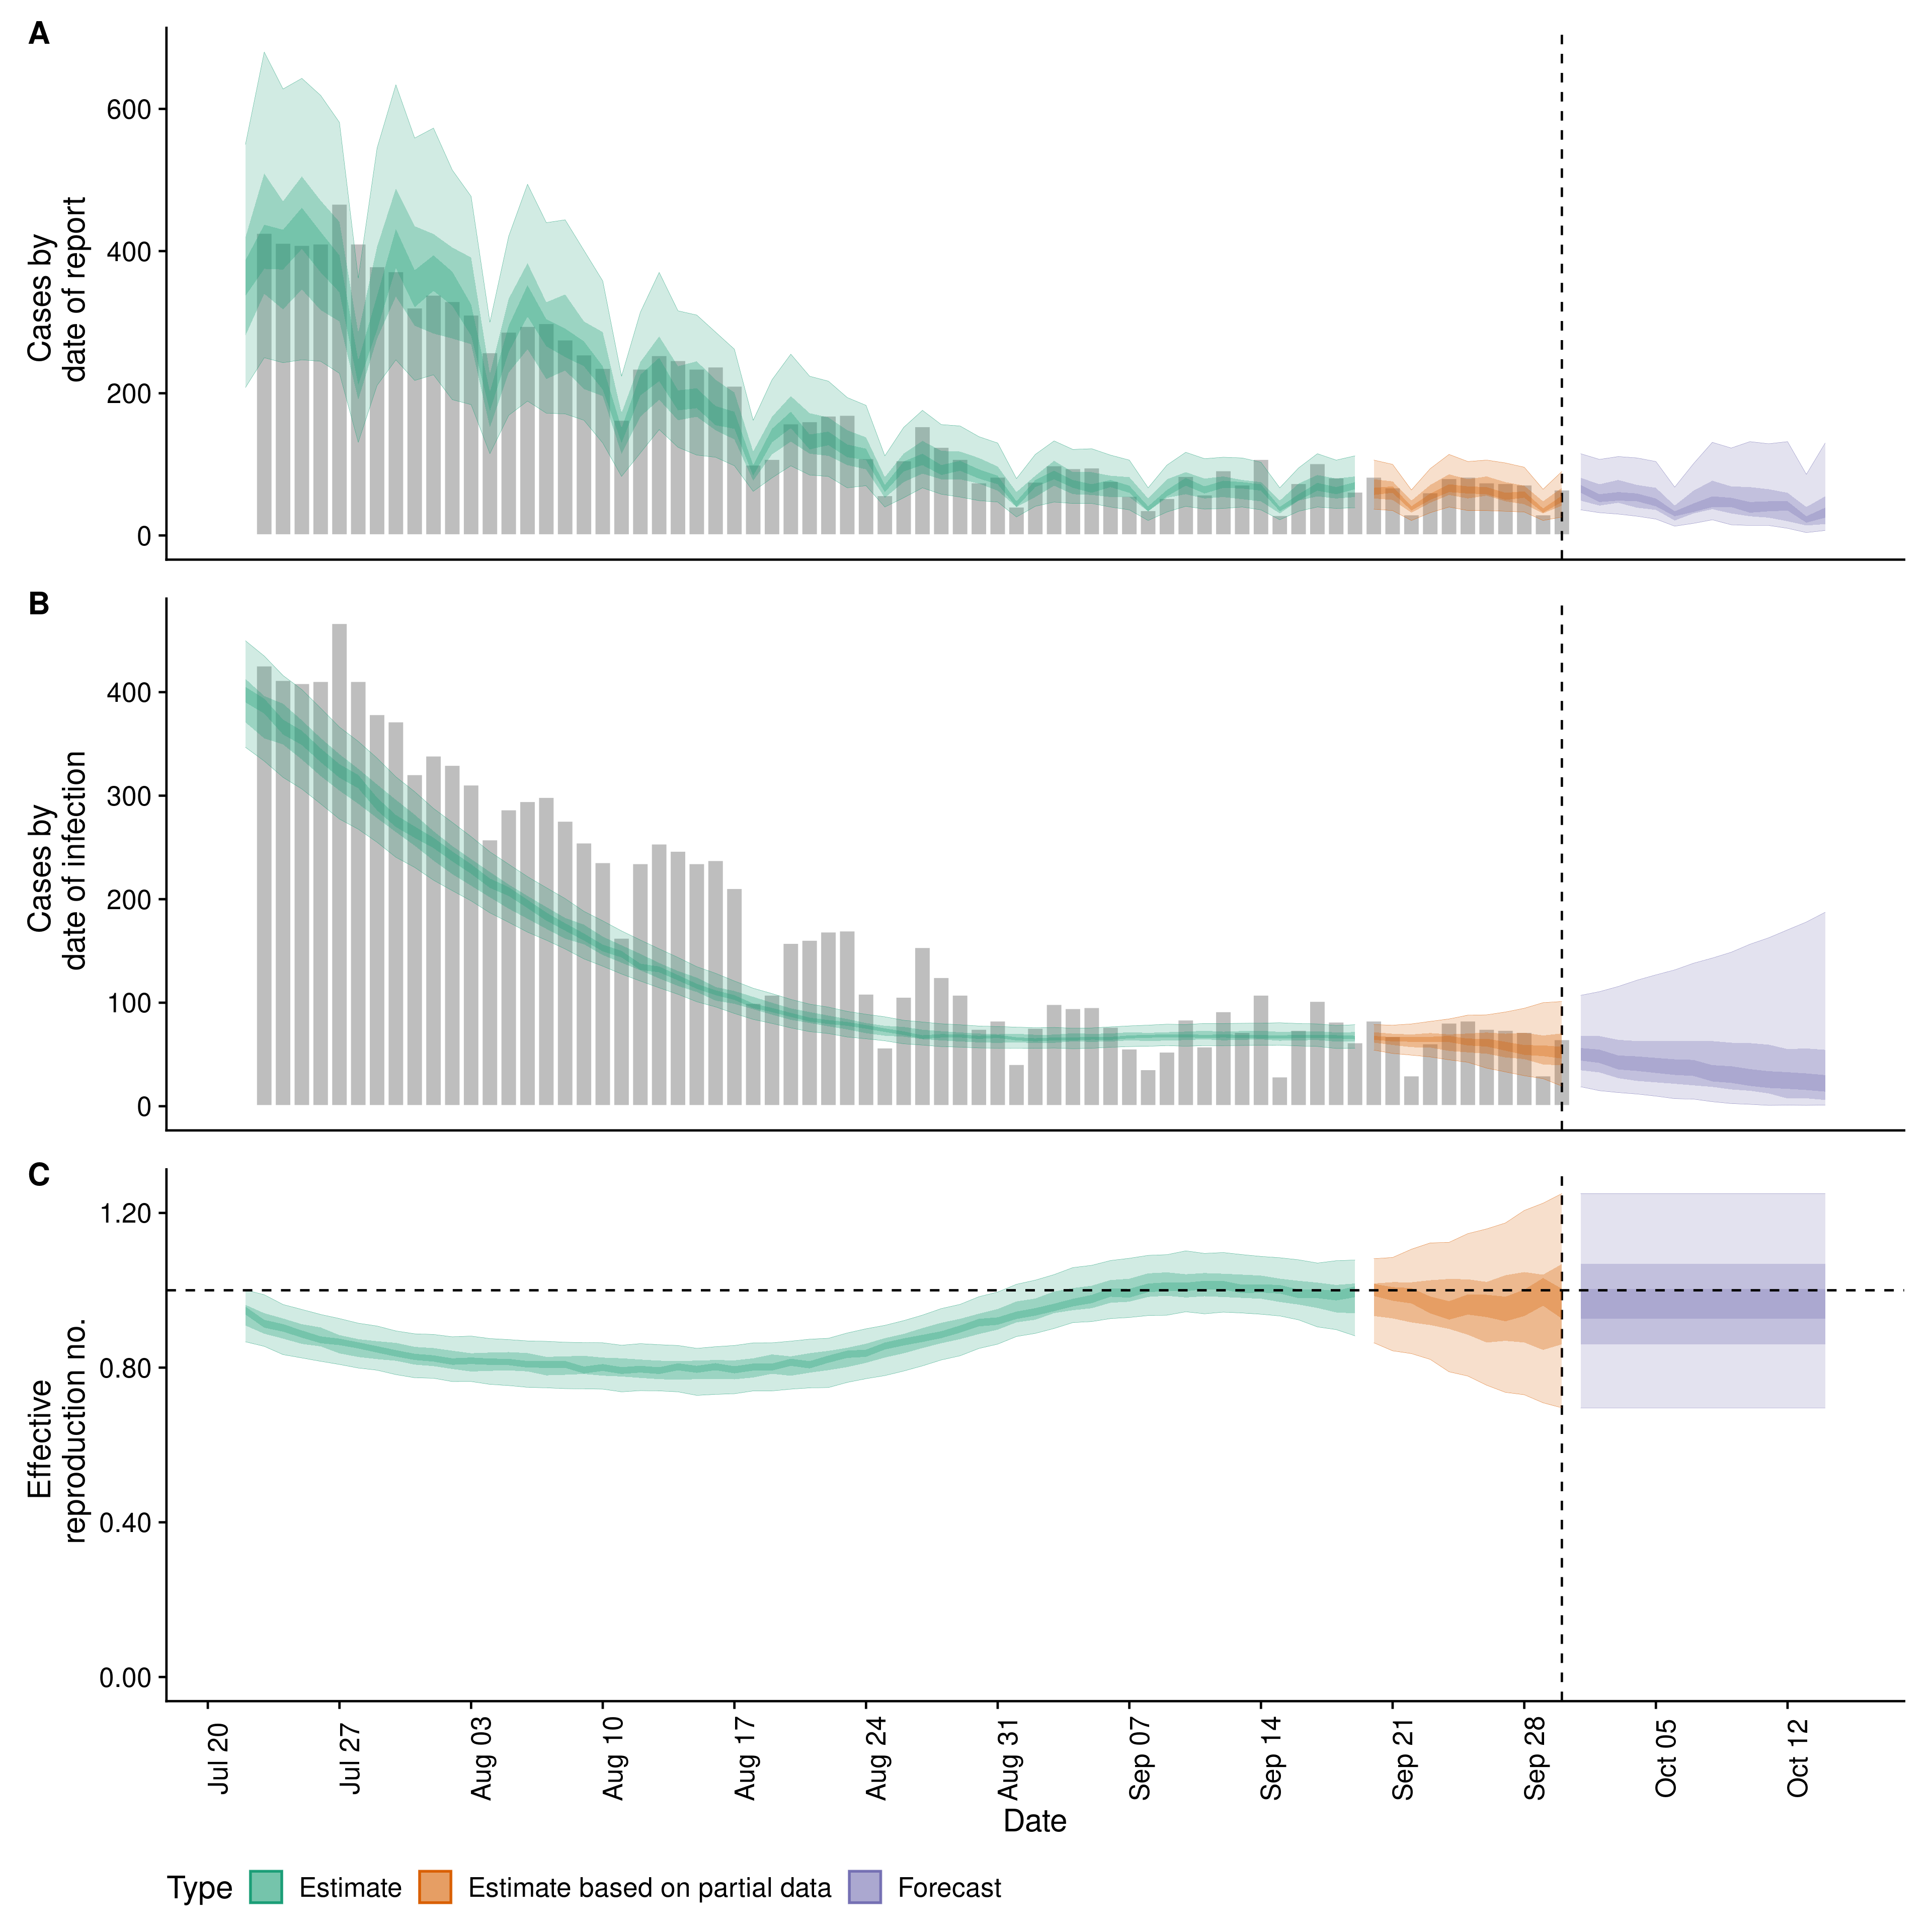 A
600
400
200
0
Cases by
date of report
B
400
300
200
100
0
Cases by
date of infection
C
1.20
0.80
0.40
0.00
Effective
reproduction no.
Jul 20
Jul 27
Aug 03
Aug 10
Aug 17
Aug 24
Aug 31
Sep 07
Sep 14
Sep 21
Sep 28
Oct 05
Oct 12
Date
Type Estimate Estimate based on partial data Forecast